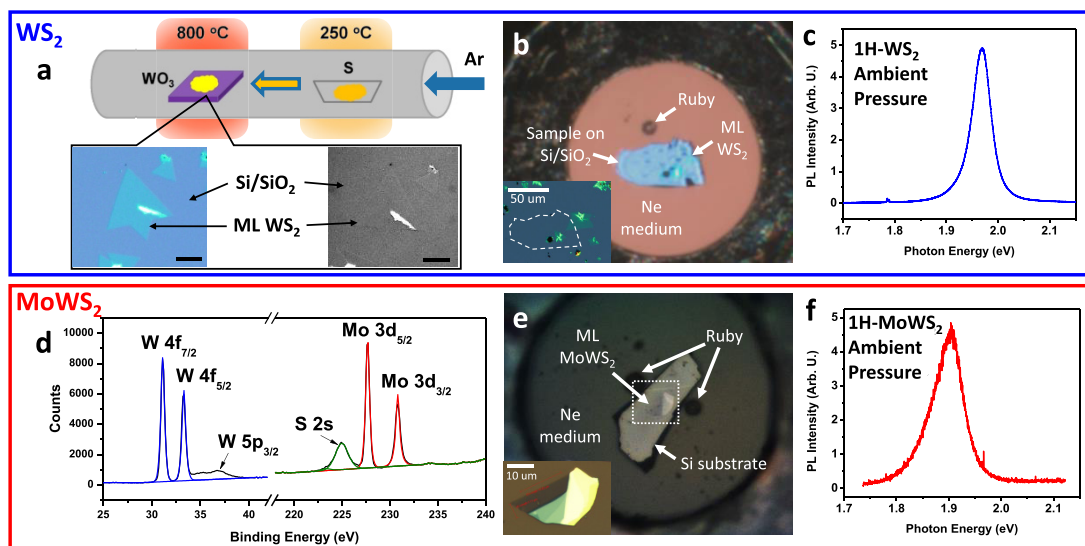 WS2
800 °C
250 °C
a
WO3
S
Ar
Si/SiO2
ML WS2
b
Ruby
Sample on
Si/SiO2
ML
WS2
50 um
Ne
medium
c
1H-WS2
Ambient
Pressure
PL Intensity (Arb. U.)
5
4
3
2
1
0
1.7 1.8 1.9 2.0 2.1
Photon Energy (eV)
MoWS2
d
Counts
10000
8000
6000
4000
2000
0
W 4f7/2
W 4f5/2
W 5p3/2
S 2s
Mo 3d5/2
Mo 3d3/2
25 30 35 40 220 225 230 235 240
Binding Energy (eV)
e
ML
MoWS2
Ruby
Ne
medium
Si substrate
10 um
f
1H-MoWS2
Ambient
Pressure
PL Intensity (Arb. U.)
5
4
3
2
1
0
1.7 1.8 1.9 2.0 2.1
Photon Energy (eV)